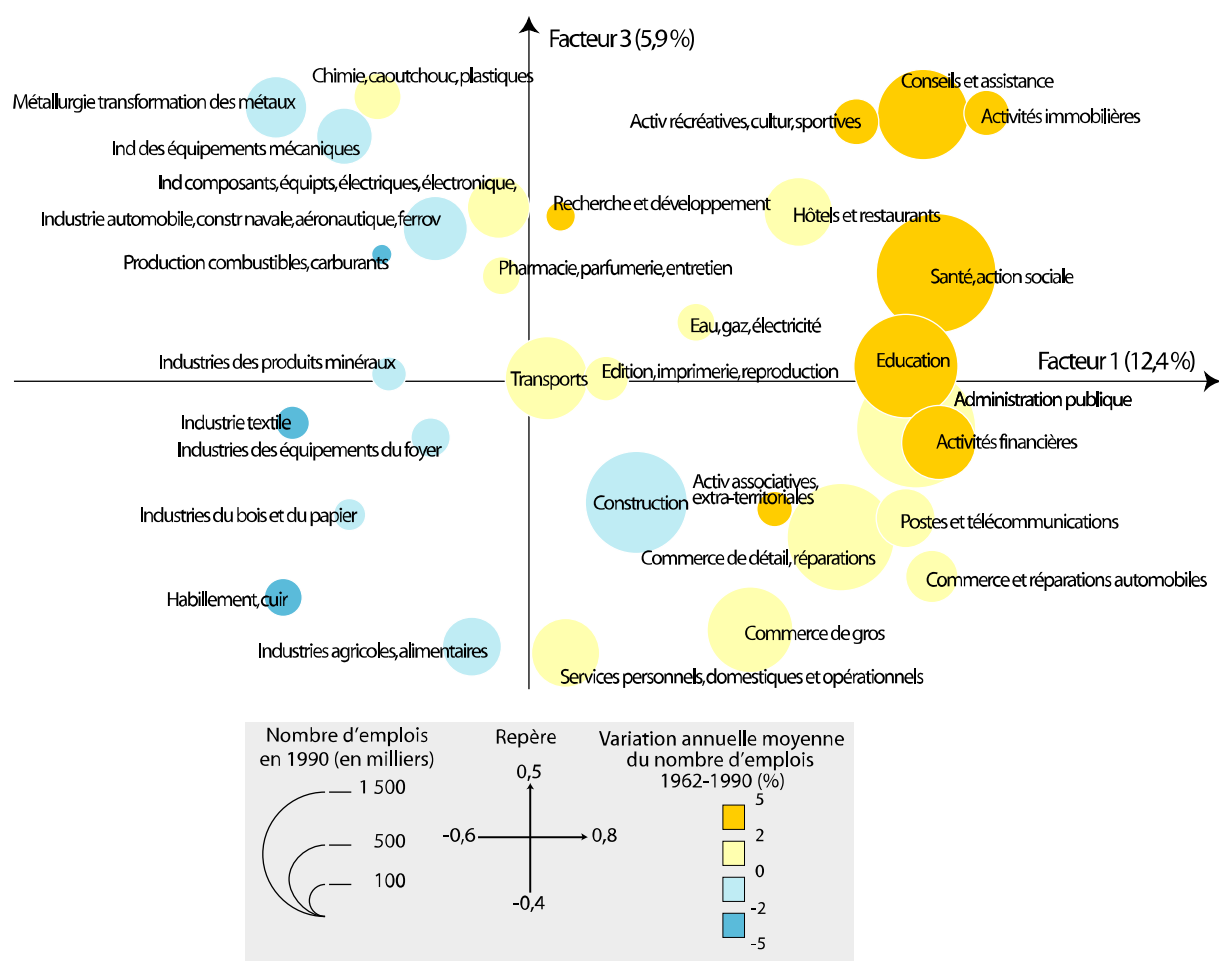 Facteur 3 (5,9 %)
Chimie, caoutchouc, plastiques
Conseils et assistance
Métallurgie transformation des métaux
Activ récréatives, cultur, sportives
Activités immobilières
Ind des équipements mécaniques
Ind composants, équipts, électriques, électronique,
Recherche et développement
Hôtels et restaurants
Industrie automobile, constr navale, aéronautique, ferrov
Production combustibles, carburants
Pharmacie, parfumerie, entretien
Santé, action sociale
Eau, gaz, électricité
Industries des produits minéraux
Education
Facteur 1 (12,4 %)
Transports
Edition, imprimerie, reproduction
Administration publique
Industrie textile
Industries des équipements du foyer
Activités financières
Activ associatives,
extra-territoriales
Construction
Industries du bois et du papier
Postes et télécommunications
Commerce de détail, réparations
Commerce et réparations automobiles
Habillement, cuir
Commerce de gros
Industries agricoles, alimentaires
Services personnels, domestiques et opérationnels
Nombre d'emplois
en 1990 (en milliers)
1 500
500
100
Repère
0,5
-0,6
0,8
-0,4
Variation annuelle moyenne
du nombre d'emplois
1962-1990 (%)
5
2
0
-2
-5